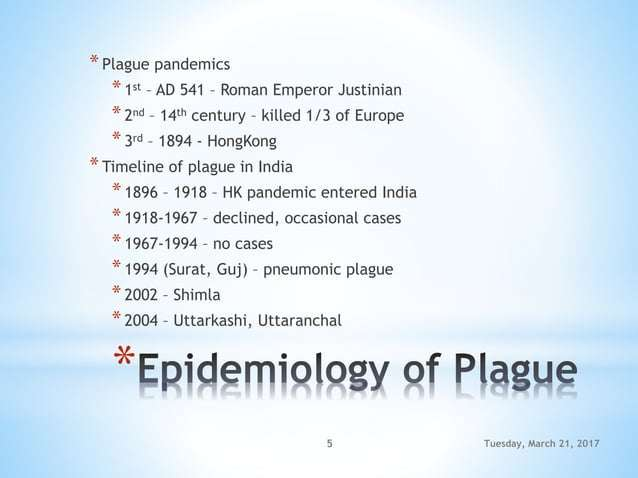 * Plague pandemics
* 1st – AD 541 – Roman Emperor Justinian
* 2nd – 14th century – killed 1/3 of Europe
* 3rd – 1894 - HongKong
* Timeline of plague in India
* 1896 – 1918 – HK pandemic entered India
* 1918-1967 – declined, occasional cases
* 1967-1994 – no cases
* 1994 (Surat, Guj) – pneumonic plague
* 2002 – Shimla
* 2004 – Uttarkashi, Uttaranchal
* Epidemiology of Plague
5 Tuesday, March 21, 2017